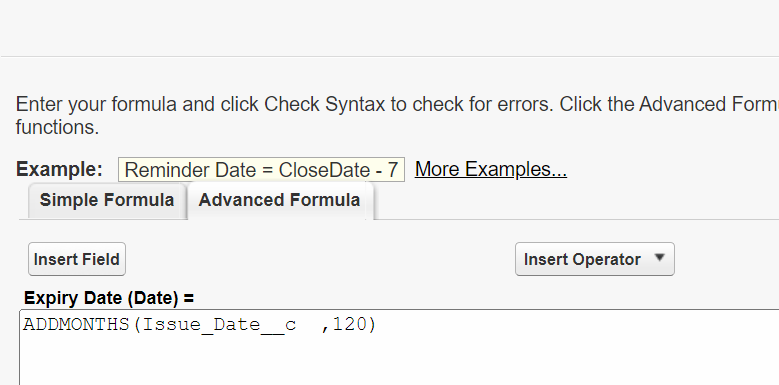 Enter your formula and click Check Syntax to check for errors. Click the Advanced
functions.
Example: Reminder Date = CloseDate - 7 More Examples...
Simple Formula Advanced Formula
Insert Field Insert Operator
Expiry Date (Date) =
ADDMONTHS(Issue_Date__c  ,120)